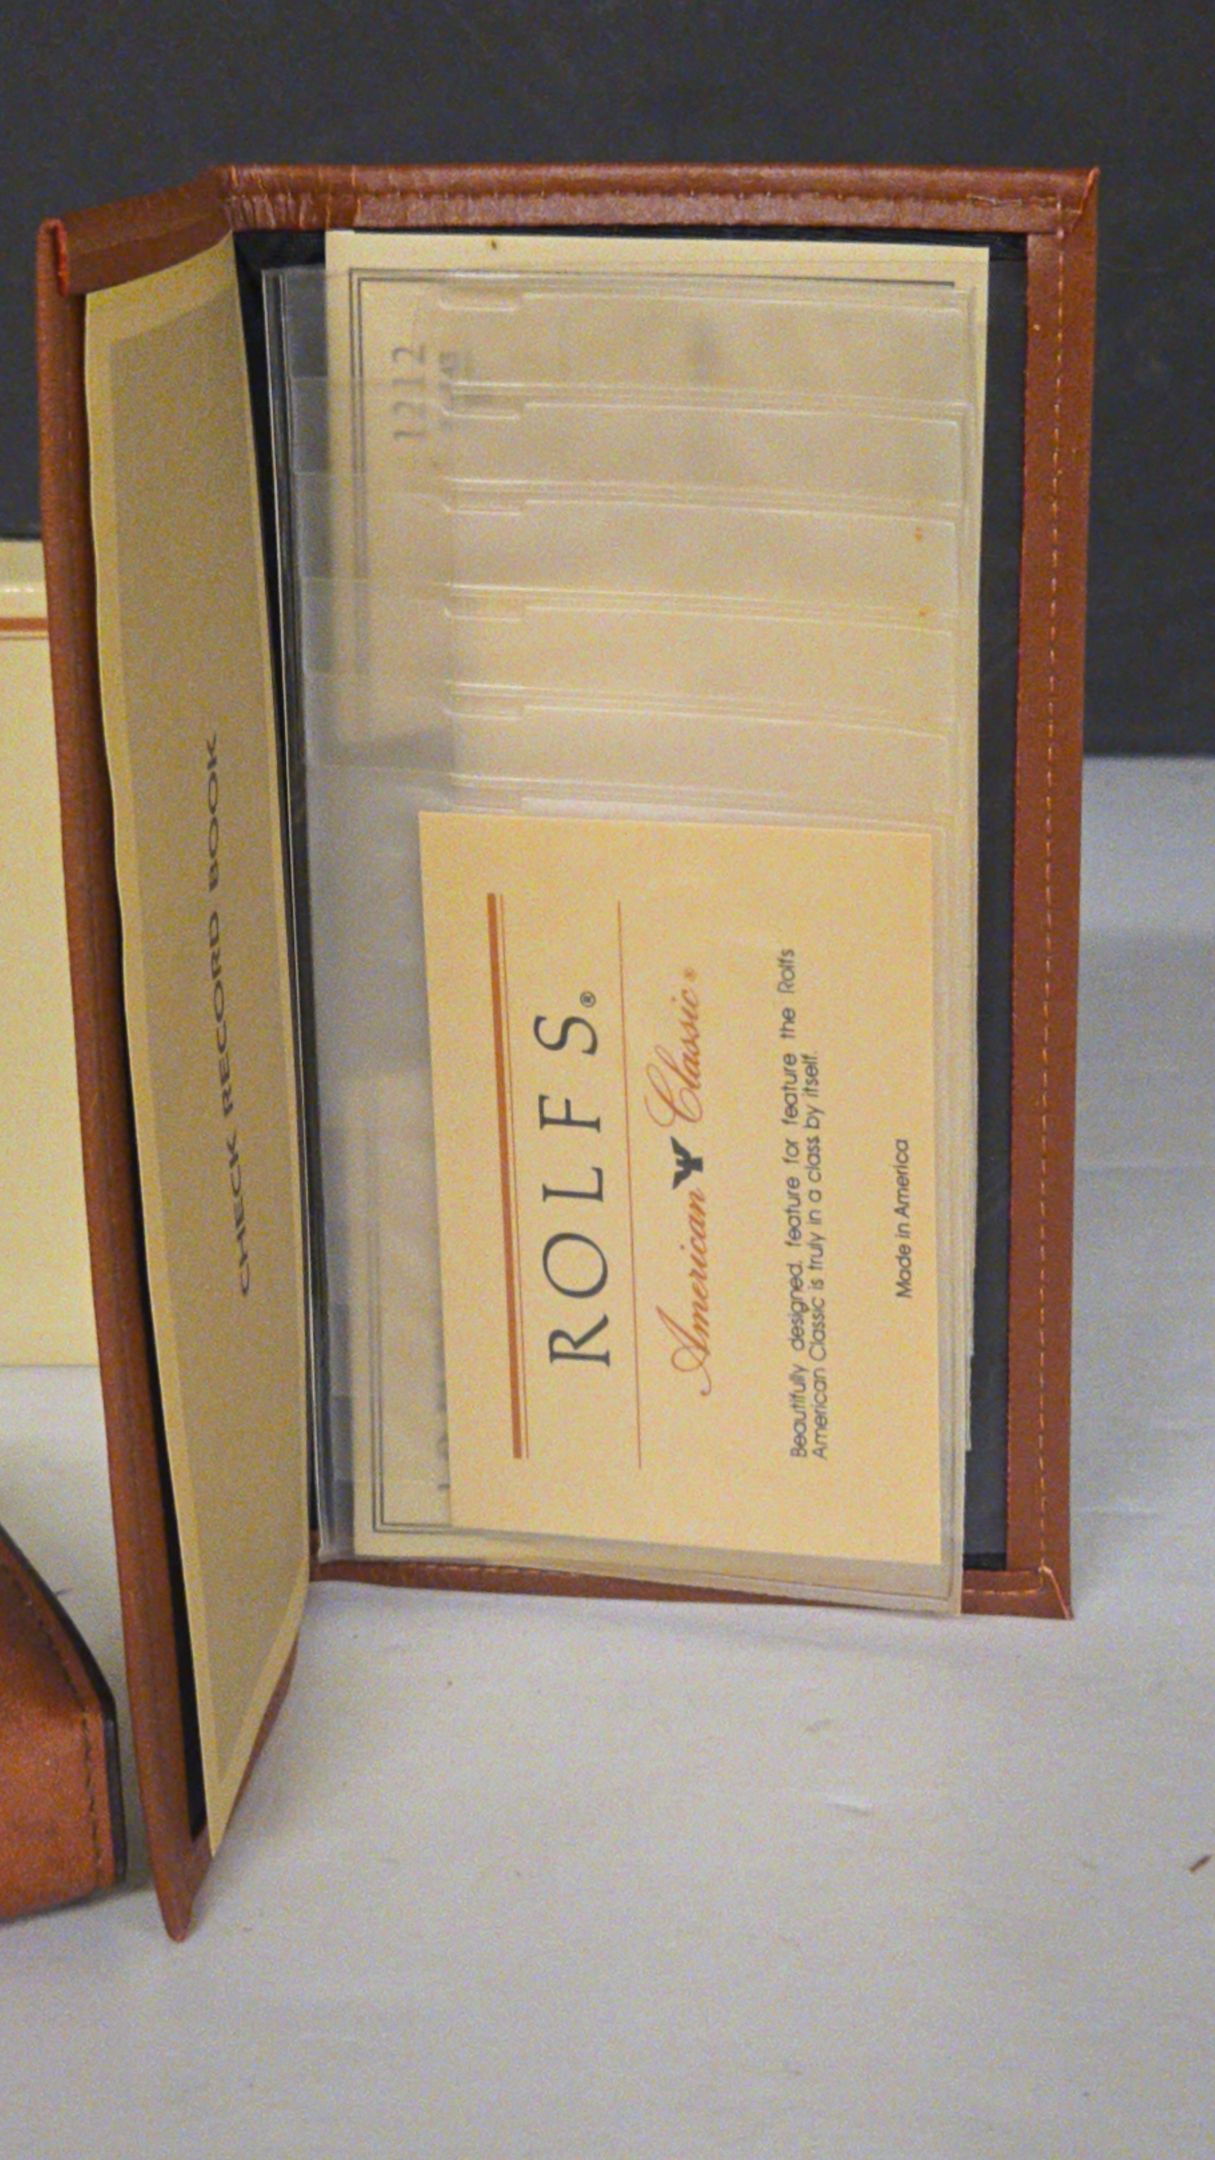 CHECK RECORD BOOK
1212
ROLFS®
American Classic®
Beautifully designed, feature for feature the Rolfs
American Classic is truly in a class by itself.
Made in America